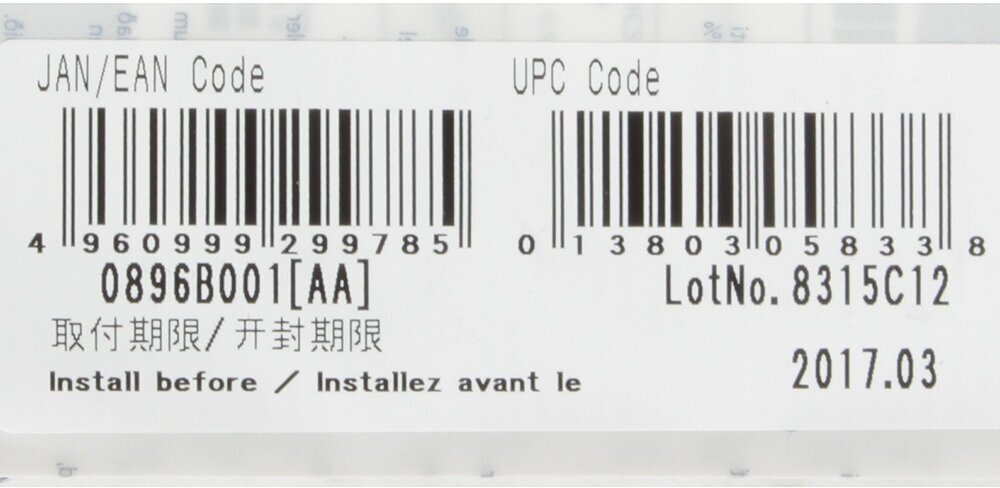 JAN/EAN Code
UPC Code
4 960999 299785
0 13803 05833 8
0896B001[AA]
LotNo. 8315C12
取付期限/开封期限
Install before / Installez avant le
2017.03